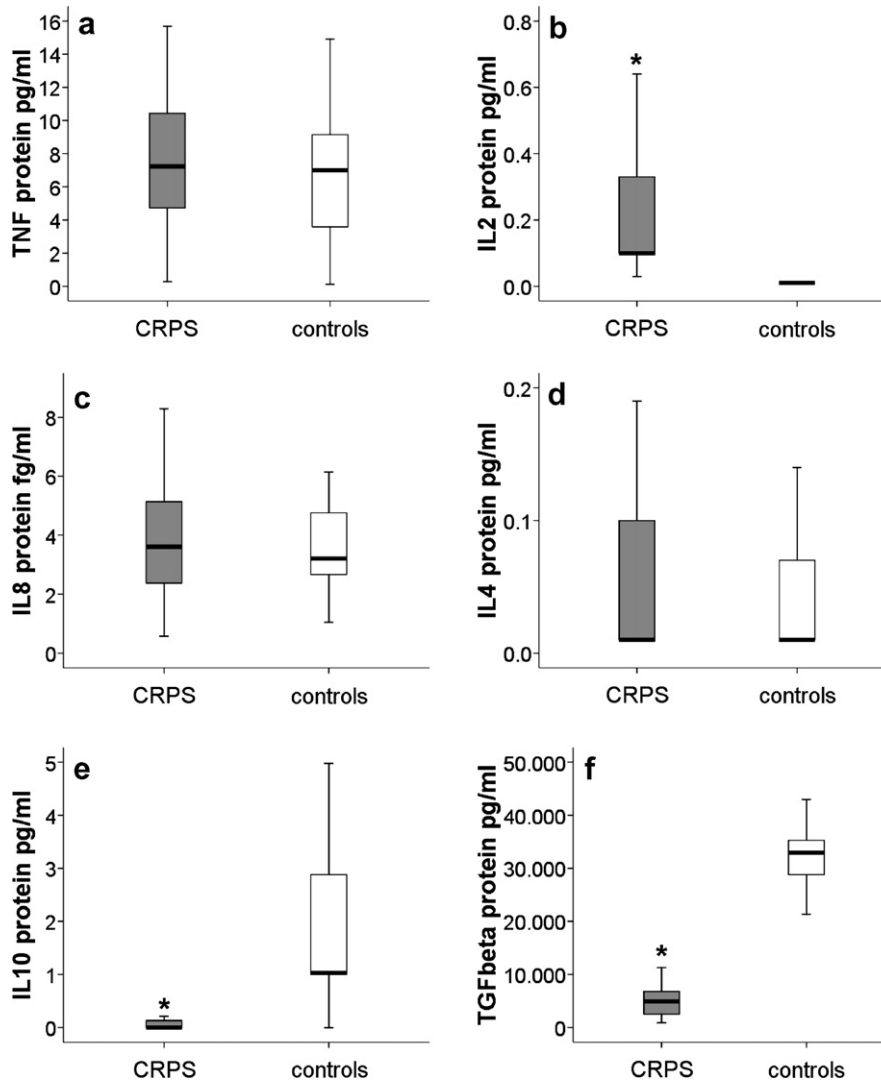 a
TNF protein pg/ml
16
14
12
10
8
6
4
2
0
CRPS
controls
b
IL2 protein pg/ml
0.8
0.6
0.4
0.2
0.0
*
CRPS
controls
c
IL8 protein fg/ml
8
6
4
2
0
CRPS
controls
d
IL4 protein pg/ml
0.2
0.1
0.0
CRPS
controls
e
IL10 protein pg/ml
5
4
3
2
1
0
*
CRPS
controls
f
TGFbeta protein pg/ml
50.000
40.000
30.000
20.000
10.000
0
*
CRPS
controls